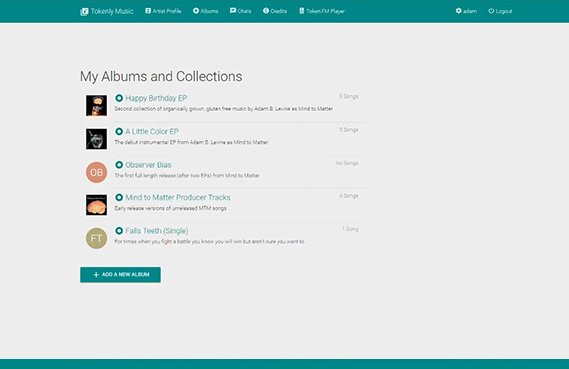 Tokenly Music
Artist Profile
Albums
Chats
Credits
Token.FM Player
adam
Logout
My Albums and Collections
Happy Birthday EP
5 Songs
Second collection of organically grown, gluten free music by Adam B. Levine as Mind to Matter
A Little Color EP
5 Songs
The debut instrumental EP from Adam B. Levine as Mind to Matter
OB
Observer Bias
No Songs
The first full length release (after two EPs) from Mind to Matter
Mind to Matter Producer Tracks
4 Songs
Early release versions of unreleased MTM songs
FT
Falls Teeth (Single)
1 Song
For times when you fight a battle you know you will win but aren't sure you want to.
+ ADD A NEW ALBUM